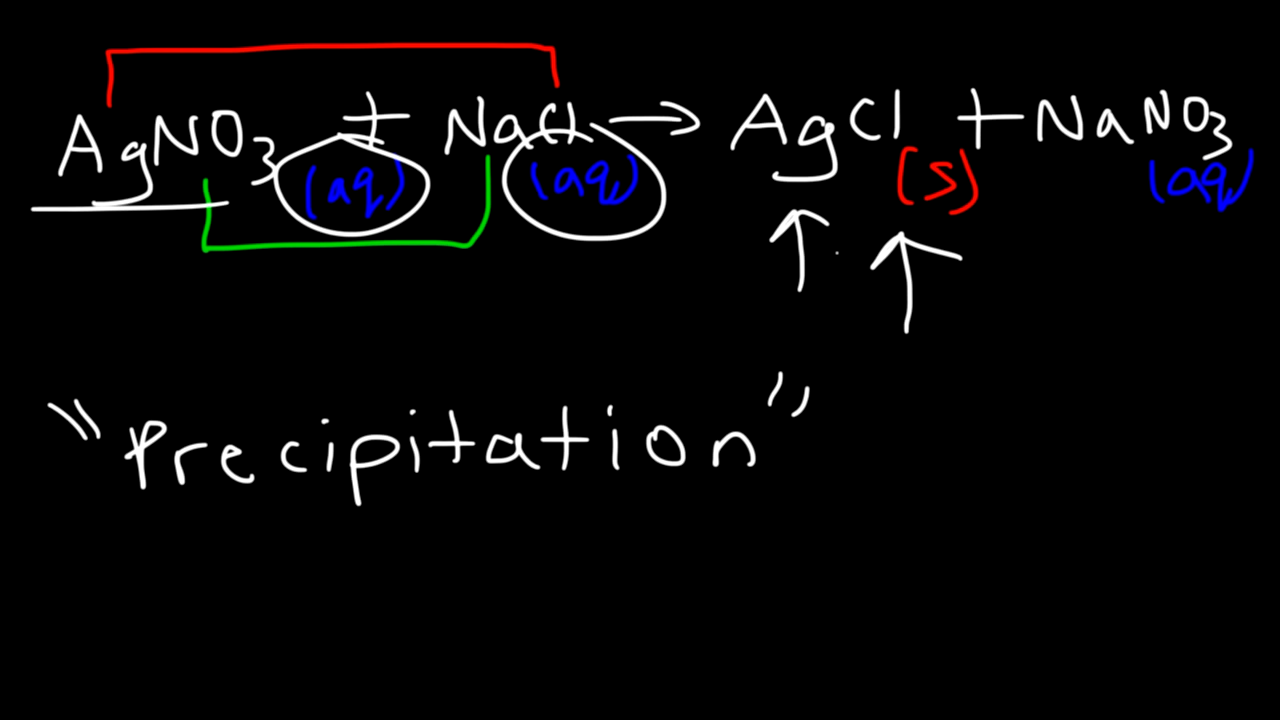 AgNO₃ (aq) + NaCl (aq) → AgCl (s) + NaNO₃ (aq)
"Precipitation"